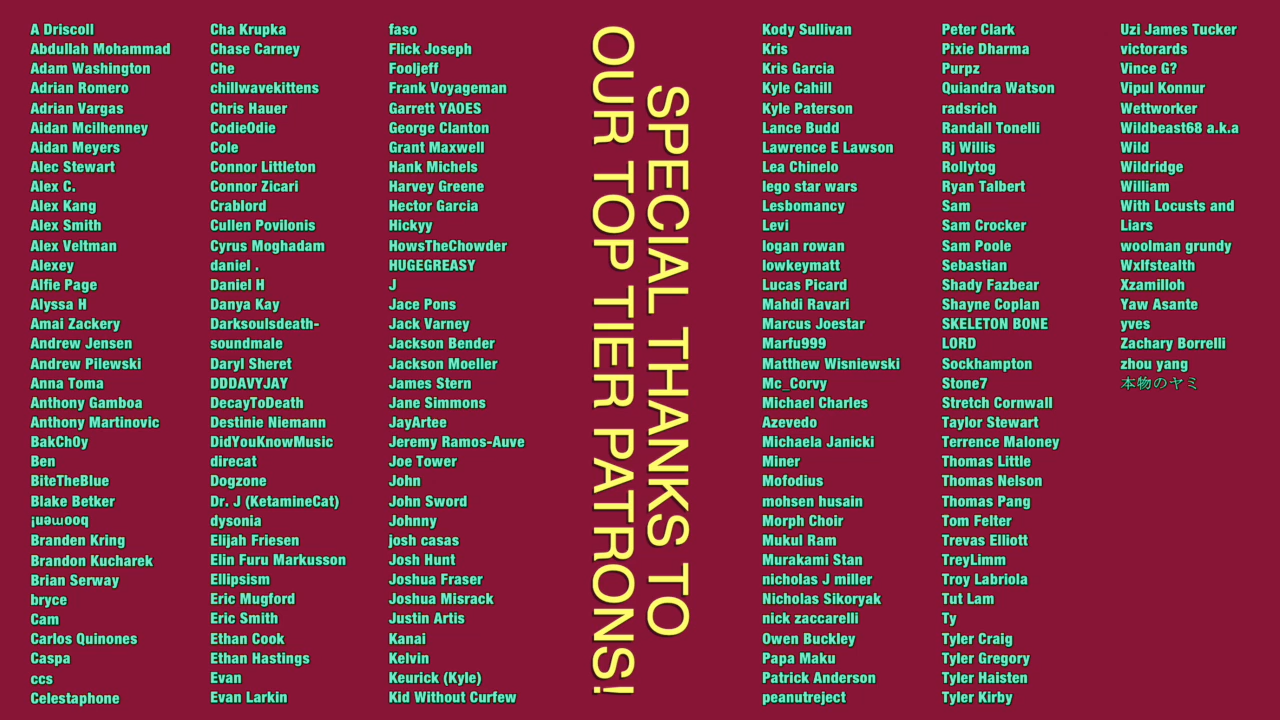 A Driscoll
Abdullah Mohammad
Adam Washington
Adrian Romero
Adrian Vargas
Aidan Mcilhenney
Aidan Meyers
Alec Stewart
Alex C.
Alex Kang
Alex Smith
Alex Veltman
Alexey
Alfie Page
Alyssa H
Amai Zackery
Andrew Jensen
Andrew Pilewski
Anna Toma
Anthony Gamboa
Anthony Martinovic
BakCh0y
Ben
BiteTheBlue
Blake Betker
¡uǝɯooq
Branden Kring
Brandon Kucharek
Brian Serway
bryce
Cam
Carlos Quinones
Caspa
ccs
Celestaphone
Cha Krupka
Chase Carney
Che
chillwavekittens
Chris Hauer
CodieOdie
Cole
Connor Littleton
Connor Zicari
Crablord
Cullen Povilonis
Cyrus Moghadam
daniel .
Daniel H
Danya Kay
Darksoulsdeath-
soundmale
Daryl Sheret
DDDAVYJAY
DecayToDeath
Destinie Niemann
DidYouKnowMusic
direcat
Dogzone
Dr. J (KetamineCat)
dysonia
Elijah Friesen
Elin Furu Markusson
Ellipsism
Eric Mugford
Eric Smith
Ethan Cook
Ethan Hastings
Evan
Evan Larkin
faso
Flick Joseph
Fooljeff
Frank Voyageman
Garrett YAOES
George Clanton
Grant Maxwell
Hank Michels
Harvey Greene
Hector Garcia
Hickyy
HowsTheChowder
HUGEGREASY
J
Jace Pons
Jack Varney
Jackson Bender
Jackson Moeller
James Stern
Jane Simmons
JayArtee
Jeremy Ramos-Auve
Joe Tower
John
John Sword
Johnny
josh casas
Josh Hunt
Joshua Fraser
Joshua Misrack
Justin Artis
Kanai
Kelvin
Keurick (Kyle)
Kid Without Curfew
SPECIAL THANKS TO
OUR TOP TIER PATRONS!
Kody Sullivan
Kris
Kris Garcia
Kyle Cahill
Kyle Paterson
Lance Budd
Lawrence E Lawson
Lea Chinelo
lego star wars
Lesbomancy
Levi
logan rowan
lowkeymatt
Lucas Picard
Mahdi Ravari
Marcus Joestar
Marfu999
Matthew Wisniewski
Mc_Corvy
Michael Charles
Azevedo
Michaela Janicki
Miner
Mofodius
mohsen husain
Morph Choir
Mukul Ram
Murakami Stan
nicholas J miller
Nicholas Sikoryak
nick zaccarelli
Owen Buckley
Papa Maku
Patrick Anderson
peanutreject
Peter Clark
Pixie Dharma
Purpz
Quiandra Watson
radsrich
Randall Tonelli
Rj Willis
Rollytog
Ryan Talbert
Sam
Sam Crocker
Sam Poole
Sebastian
Shady Fazbear
Shayne Coplan
SKELETON BONE
LORD
Sockhampton
Stone7
Stretch Cornwall
Taylor Stewart
Terrence Maloney
Thomas Little
Thomas Nelson
Thomas Pang
Tom Felter
Trevas Elliott
TreyLimm
Troy Labriola
Tut Lam
Ty
Tyler Craig
Tyler Gregory
Tyler Haisten
Tyler Kirby
Uzi James Tucker
victorards
Vince G?
Vipul Konnur
Wettworker
Wildbeast68 a.k.a
Wild
Wildridge
William
With Locusts and
Liars
woolman grundy
Wxlfstealth
Xzamilloh
Yaw Asante
yves
Zachary Borrelli
zhou yang
本物のヤミ